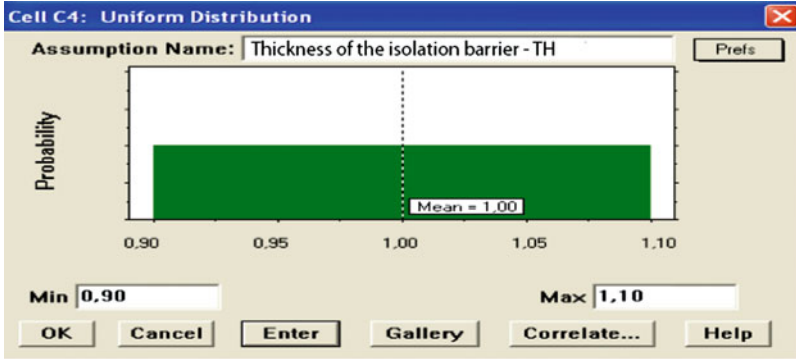 Cell C4: Uniform Distribution
Assumption Name: Thickness of the isolation barrier - TH Prefs
Probability
Mean = 1,00
0,90 0,95 1,00 1,05 1,10
Min 0,90 Max 1,10
OK Cancel Enter Gallery Correlate... Help